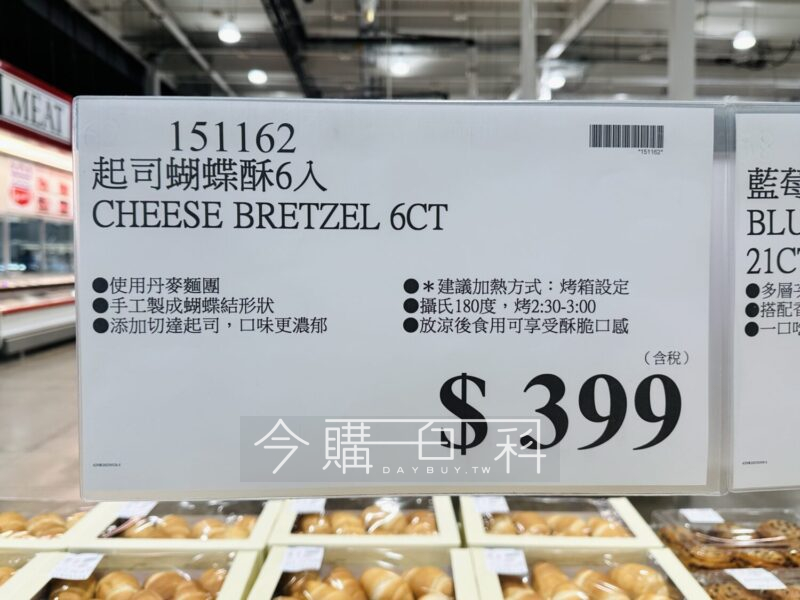 MEAT
151162
"151162"
起司蝴蝶酥6入
CHEESE BRETZEL 6CT
●使用丹麥麵團
●手工製成蝴蝶結形狀
●添加切達起司，口味更濃郁
●＊建議加熱方式：烤箱設定
●攝氏180度，烤2:30-3:00
●放涼後食用可享受酥脆口感
（含稅）
$ 399
今購百科
DAYBUY.TW
藍莓
BLU
21CT
●多層
●搭配
●一口